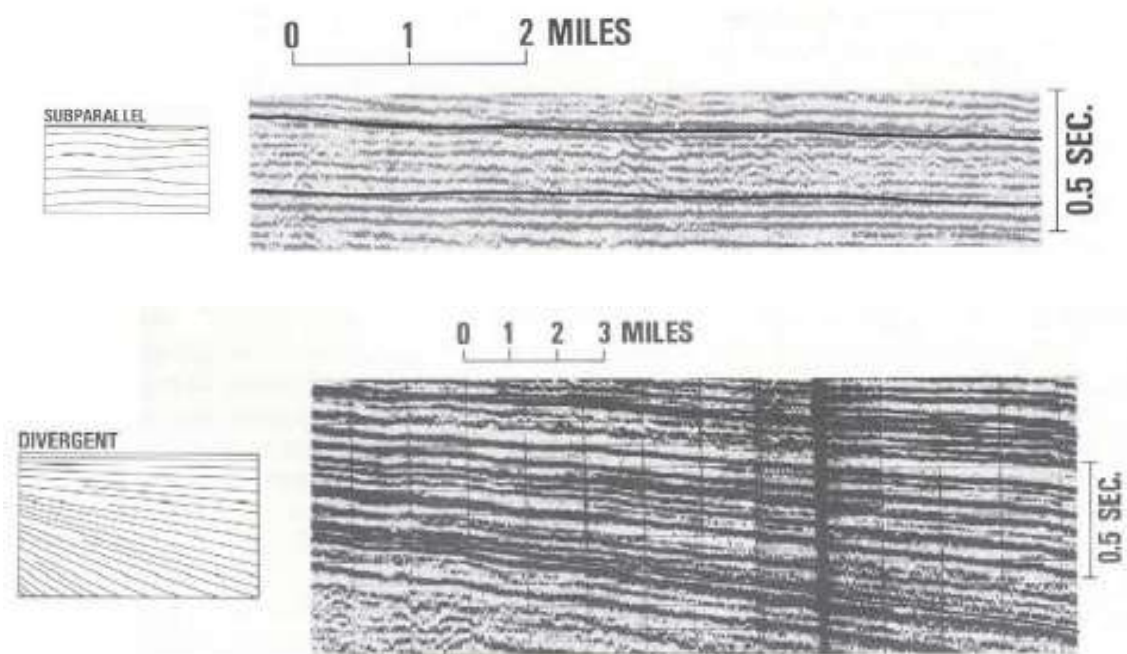 0 1 2 MILES
SUBPARALLEL
0.5 SEC.
0 1 2 3 MILES
DIVERGENT
0.5 SEC.